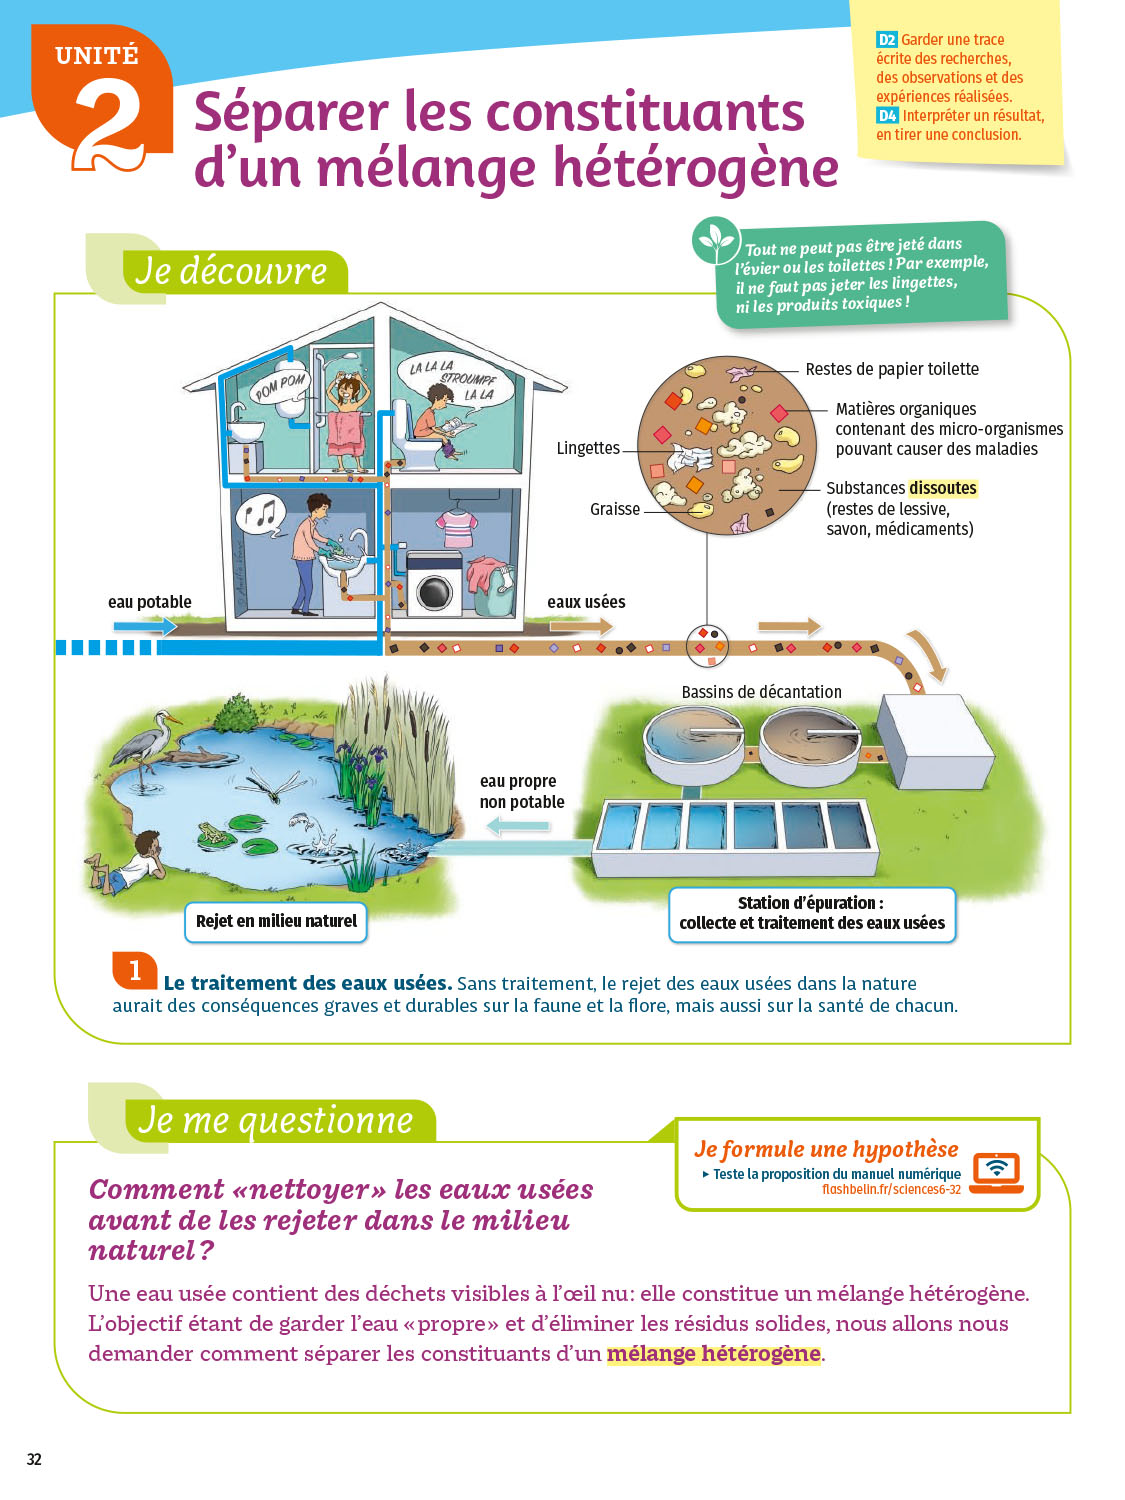 UNITÉ
2
Séparer les constituants
d'un mélange hétérogène
D2 Garder une trace
écrite des recherches,
des observations et des
expériences réalisées.
D4 Interpréter un résultat,
en tirer une conclusion.
Je découvre
Tout ne peut pas être jeté dans
l'évier ou les toilettes ! Par exemple,
il ne faut pas jeter les lingettes,
ni les produits toxiques !
POM POM
LA LA LA
STROUMPF
LA LA
Restes de papier toilette
Matières organiques
contenant des micro-organismes
pouvant causer des maladies
Lingettes
Substances dissoutes
(restes de lessive,
savon, médicaments)
Graisse
eau potable
eaux usées
Bassins de décantation
eau propre
non potable
Rejet en milieu naturel
Station d'épuration :
collecte et traitement des eaux usées
1 Le traitement des eaux usées. Sans traitement, le rejet des eaux usées dans la nature
aurait des conséquences graves et durables sur la faune et la flore, mais aussi sur la santé de chacun.
Je me questionne
Je formule une hypothèse
▸ Teste la proposition du manuel numérique
flashbelin.fr/sciences6-32
Comment «nettoyer» les eaux usées
avant de les rejeter dans le milieu
naturel ?
Une eau usée contient des déchets visibles à l'œil nu : elle constitue un mélange hétérogène.
L'objectif étant de garder l'eau «propre» et d'éliminer les résidus solides, nous allons nous
demander comment séparer les constituants d'un mélange hétérogène.
32